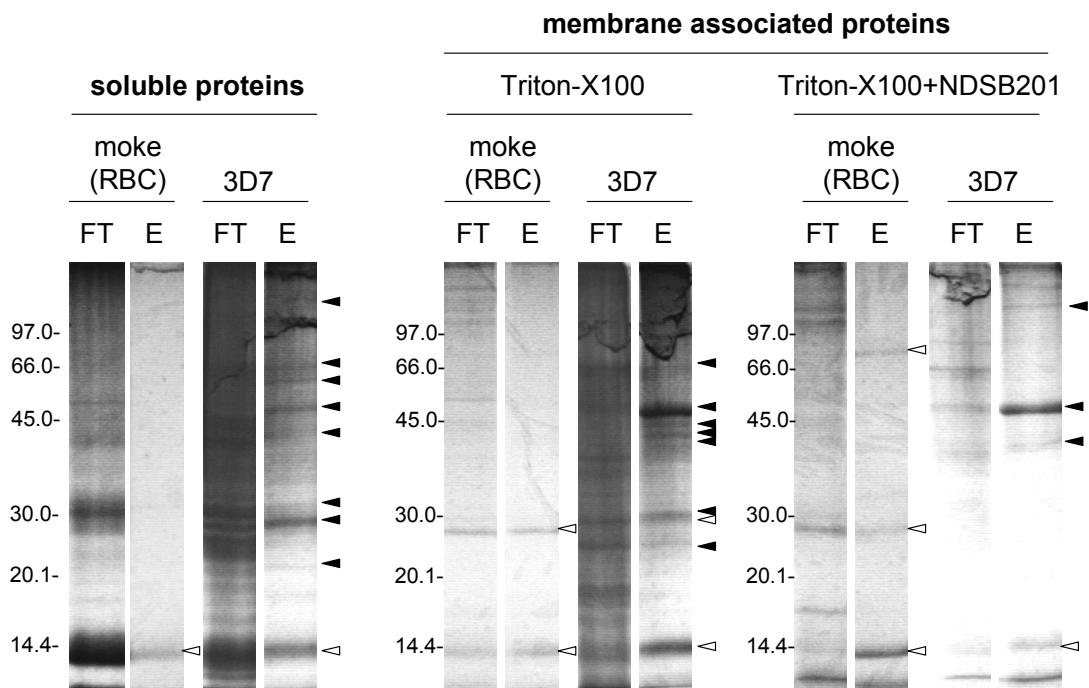 membrane associated proteins
soluble proteins
Triton-X100
Triton-X100+NDSB201
moke
(RBC)
3D7
moke
(RBC)
3D7
moke
(RBC)
3D7
FT E FT E
FT E FT E
FT E FT E
97.0-
66.0-
45.0-
30.0-
20.1-
14.4-
97.0-
66.0-
45.0-
30.0-
20.1-
14.4-
97.0-
66.0-
45.0-
30.0-
20.1-
14.4-